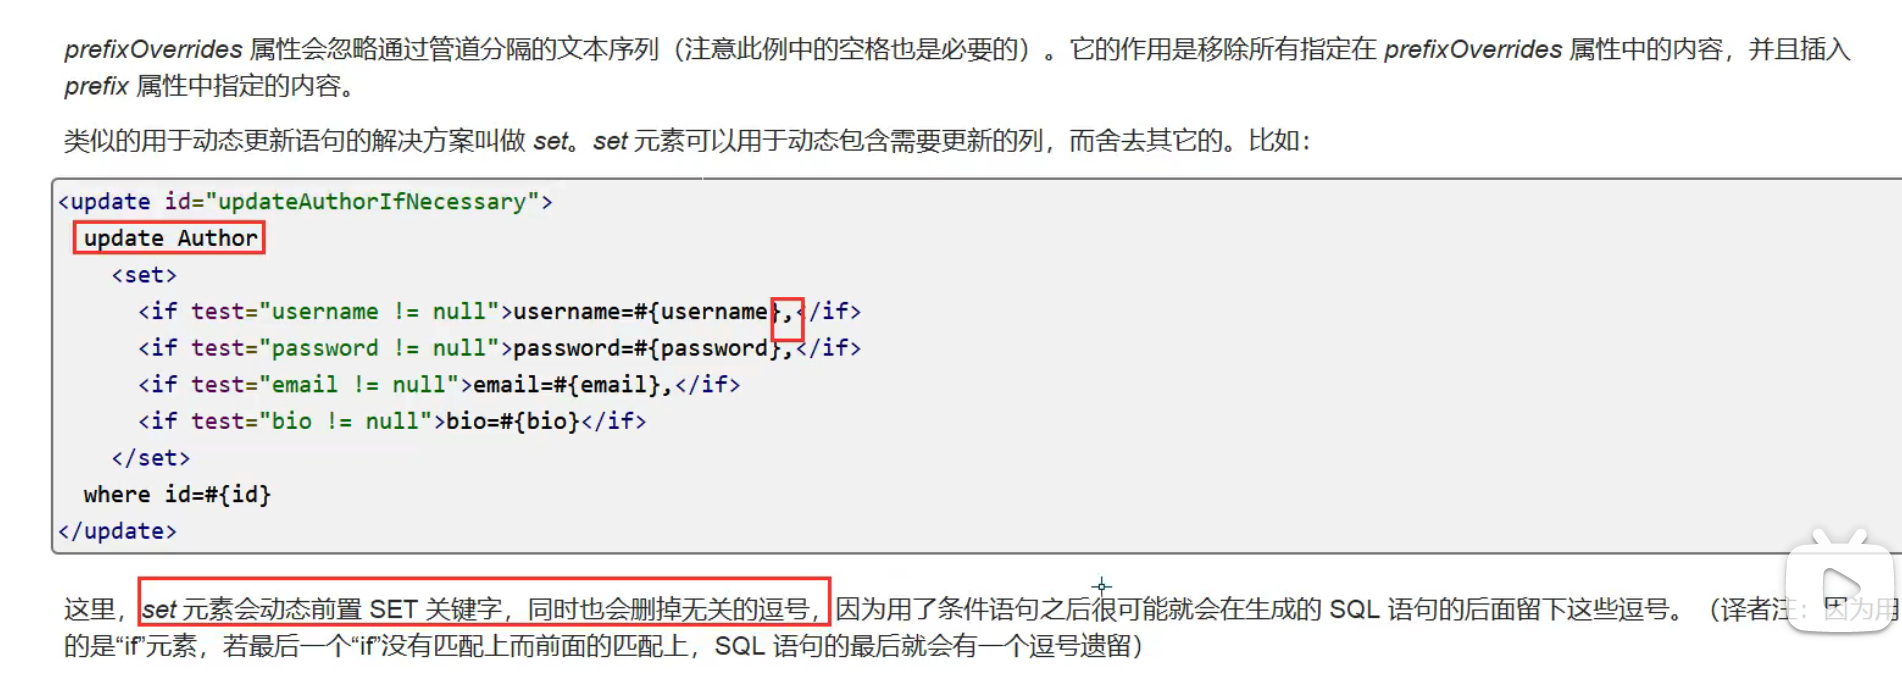 prefixOverrides 属性会忽略通过管道分隔的文本序列（注意此例中的空格也是必要的）。它的作用是移除所有指定在 prefixOverrides 属性中的内容，并且插入
prefix 属性中指定的内容。
类似的用于动态更新语句的解决方案叫做 set。set 元素可以用于动态包含需要更新的列，而舍去其它的。比如：
<update id="updateAuthorIfNecessary">
  update Author
    <set>
      <if test="username != null">username=#{username},</if>
      <if test="password != null">password=#{password},</if>
      <if test="email != null">email=#{email},</if>
      <if test="bio != null">bio=#{bio}</if>
    </set>
  where id=#{id}
</update>
这里，set 元素会动态前置 SET 关键字，同时也会删掉无关的逗号，因为用了条件语句之后很可能就会在生成的 SQL 语句的后面留下这些逗号。（译者注：因为用
的是“if”元素，若最后一个“if”没有匹配上而前面的匹配上，SQL 语句的最后就会有一个逗号遗留）